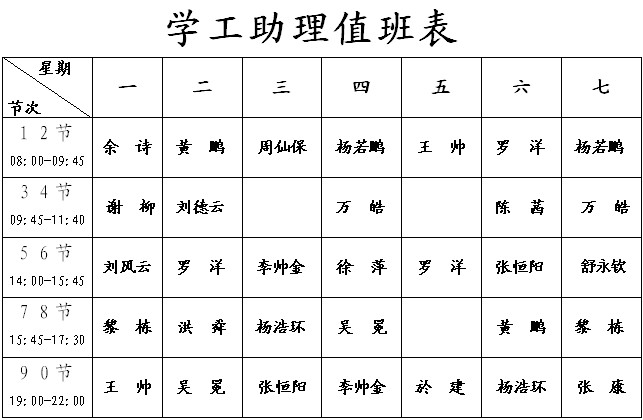 学工助理值班表
星期
节次 一 二 三 四 五 六 七
1 2 节
08:00-09:45 余 诗 黄 鹏 周仙保 杨若鹏 王 帅 罗 洋 杨若鹏
3 4 节
09:45-11:40 谢 柳 刘德云 万 皓 陈 茜 万 皓
5 6 节
14:00-15:45 刘风云 罗 洋 李帅金 徐 萍 罗 洋 张恒阳 舒永钦
7 8 节
15:45-17:30 黎 栋 洪 舜 杨浩环 吴 冕 黄 鹏 黎 栋
9 0 节
19:00-22:00 王 帅 吴 冕 张恒阳 李帅金 於 建 杨浩环 张 康